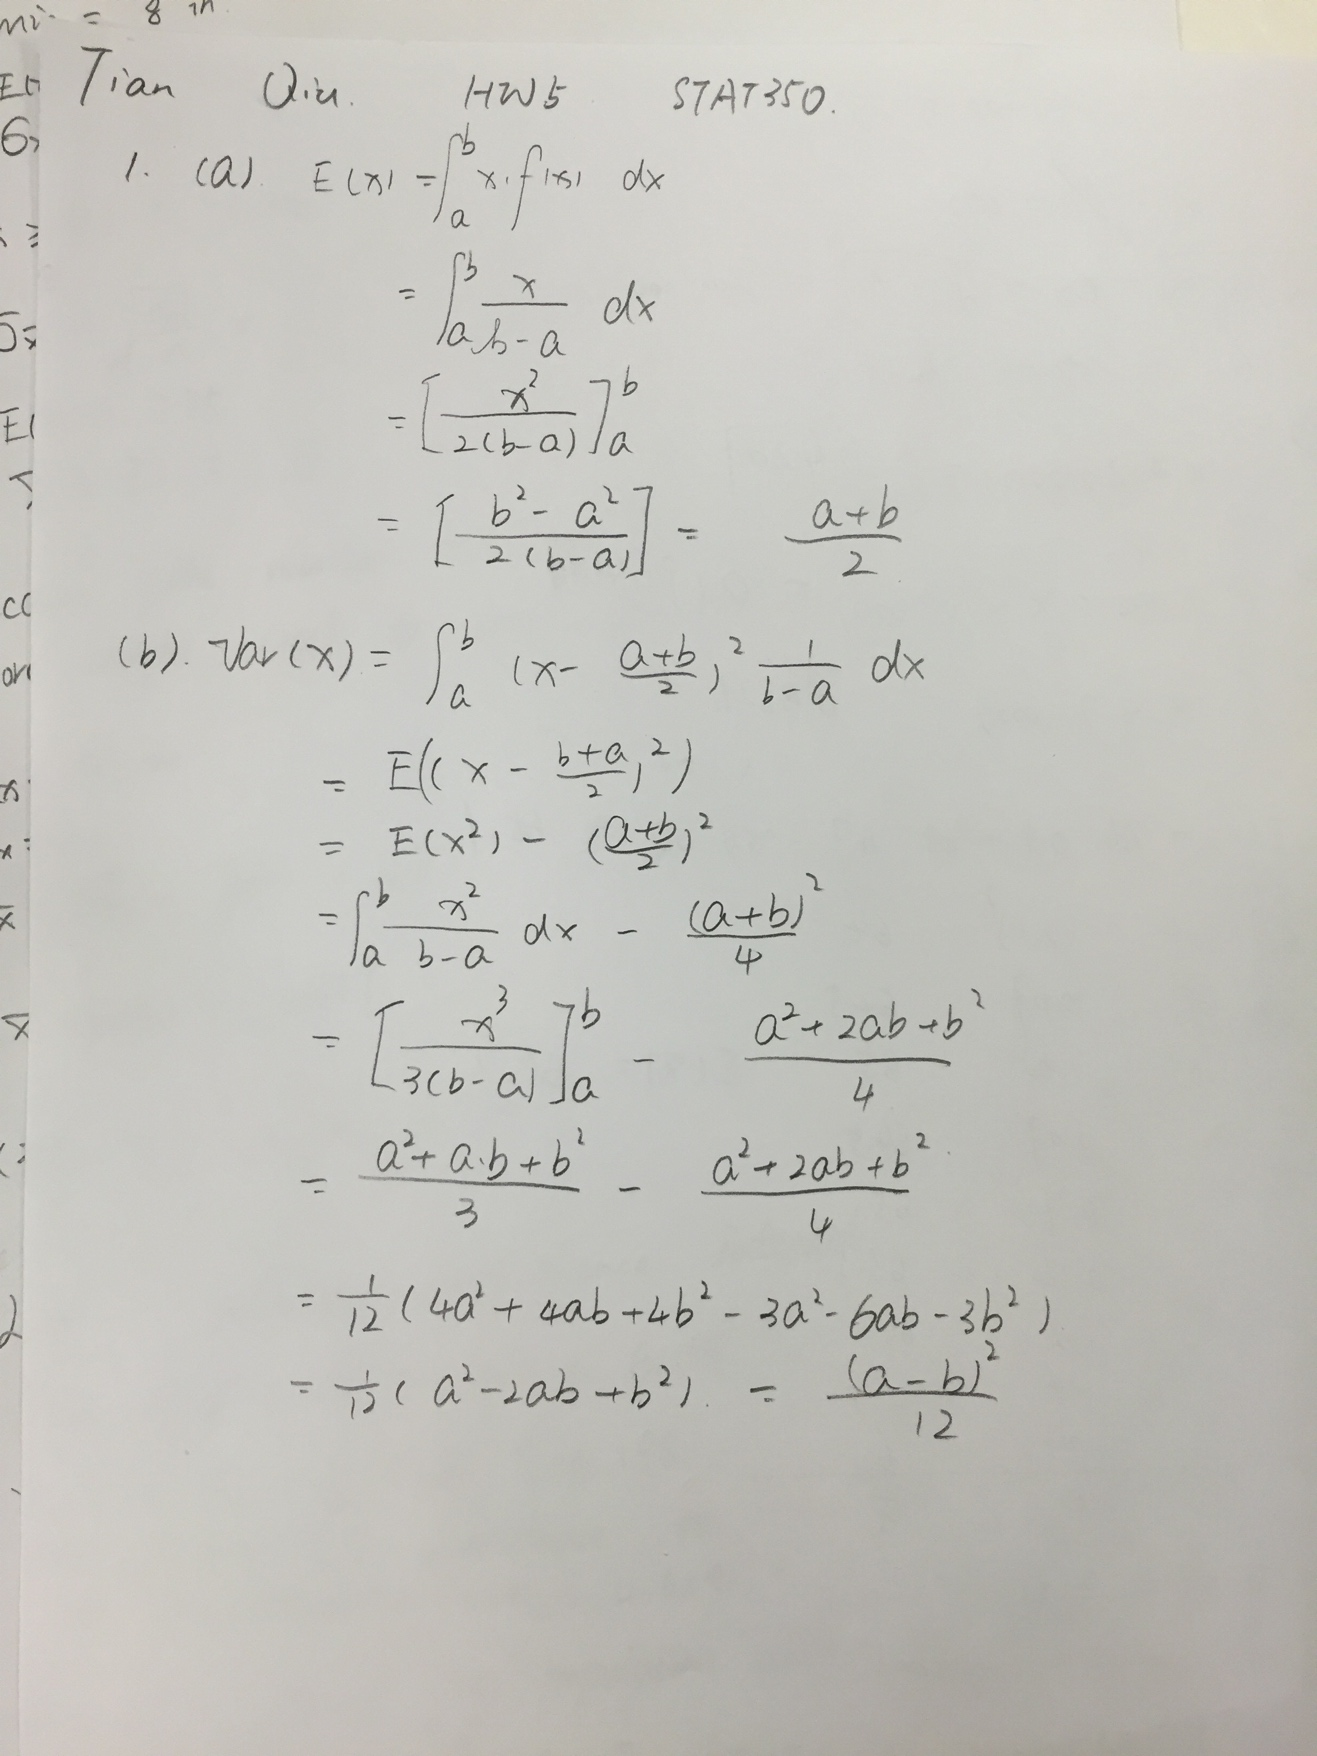 mi = 8 in
Tian Qiu. HW5 STAT350.
1. (a) E(x) = ∫_a^b x·f(x) dx
= ∫_a^b x/(b-a) dx
= [x²/(2(b-a))]_a^b
= [(b²-a²)/(2(b-a))] = (a+b)/2
(b). Var(x) = ∫_a^b (x - (a+b)/2)² 1/(b-a) dx
= E((x - (b+a)/2)²)
= E(x²) - ((a+b)/2)²
= ∫_a^b x²/(b-a) dx - (a+b)²/4
= [x³/(3(b-a))]_a^b - (a²+2ab+b²)/4
= (a²+a·b+b²)/3 - (a²+2ab+b²)/4
= 1/12 (4a²+4ab+4b²-3a²-6ab-3b²)
= 1/12 (a²-2ab+b²). = (a-b)²/12